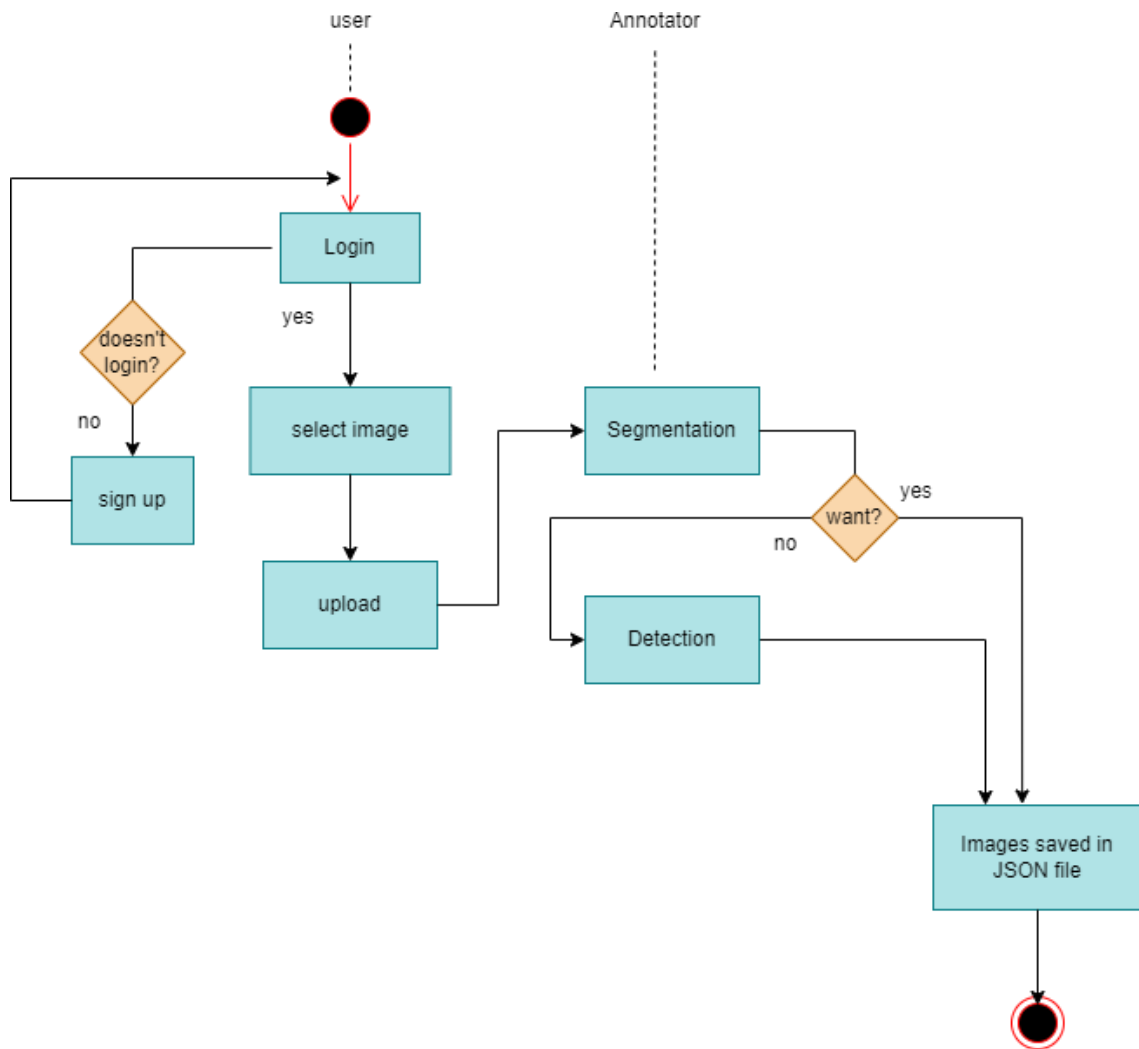 user
Annotator
Login
yes
doesn't
login?
no
select image
Segmentation
sign up
yes
want?
no
upload
Detection
Images saved in
JSON file